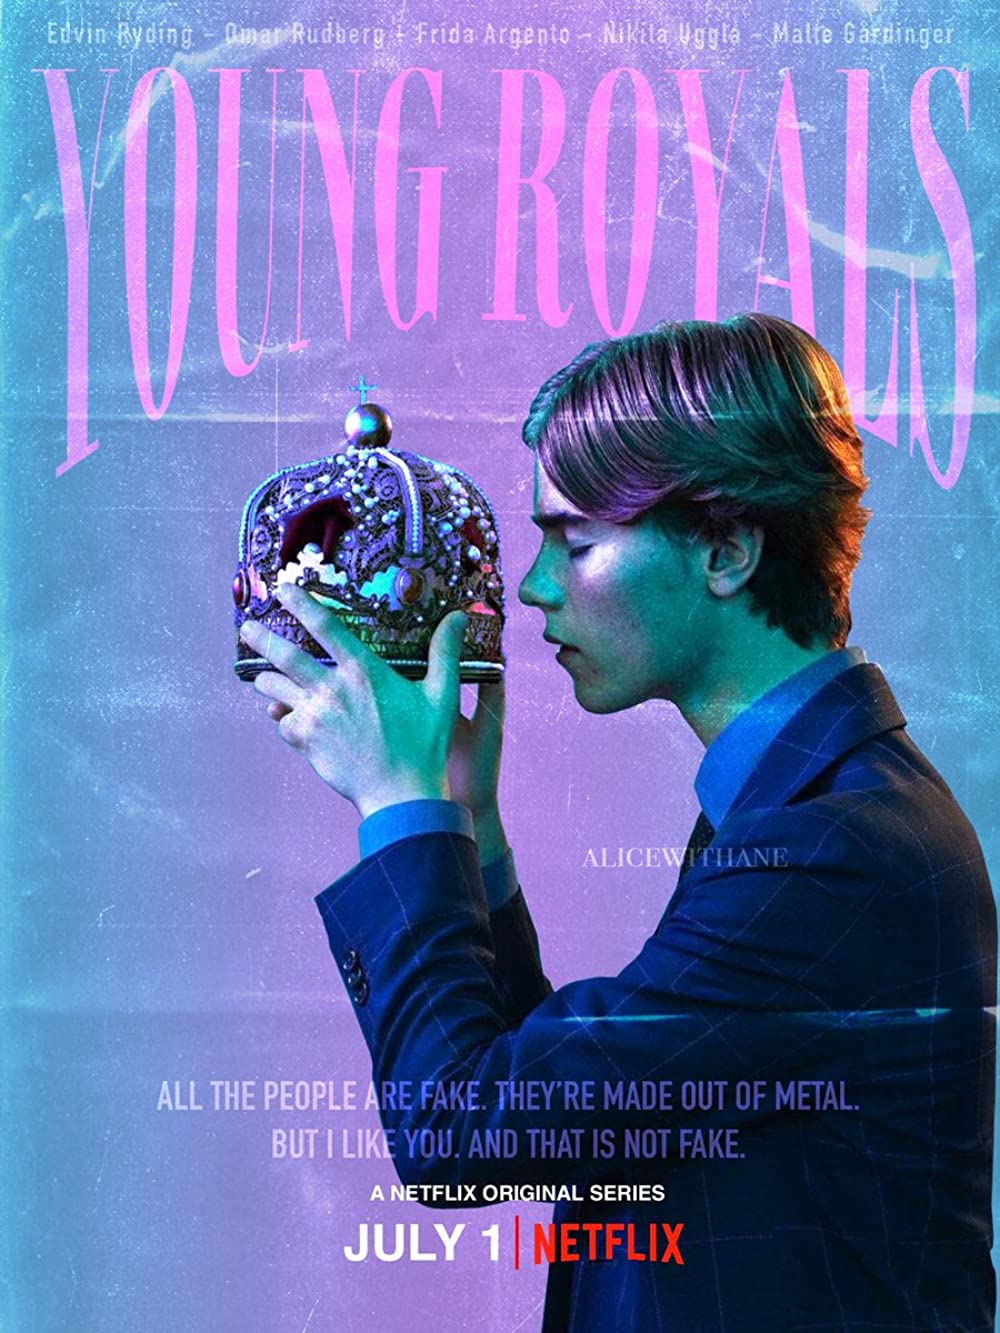 Edvin Ryding - Omar Rudberg - Frida Argento - Nikita Uggla - Malte Gårdinger
YOUNG ROYALS
ALICEWITHANE
ALL THE PEOPLE ARE FAKE. THEY'RE MADE OUT OF METAL.
BUT I LIKE YOU. AND THAT IS NOT FAKE.
A NETFLIX ORIGINAL SERIES
JULY 1 | NETFLIX